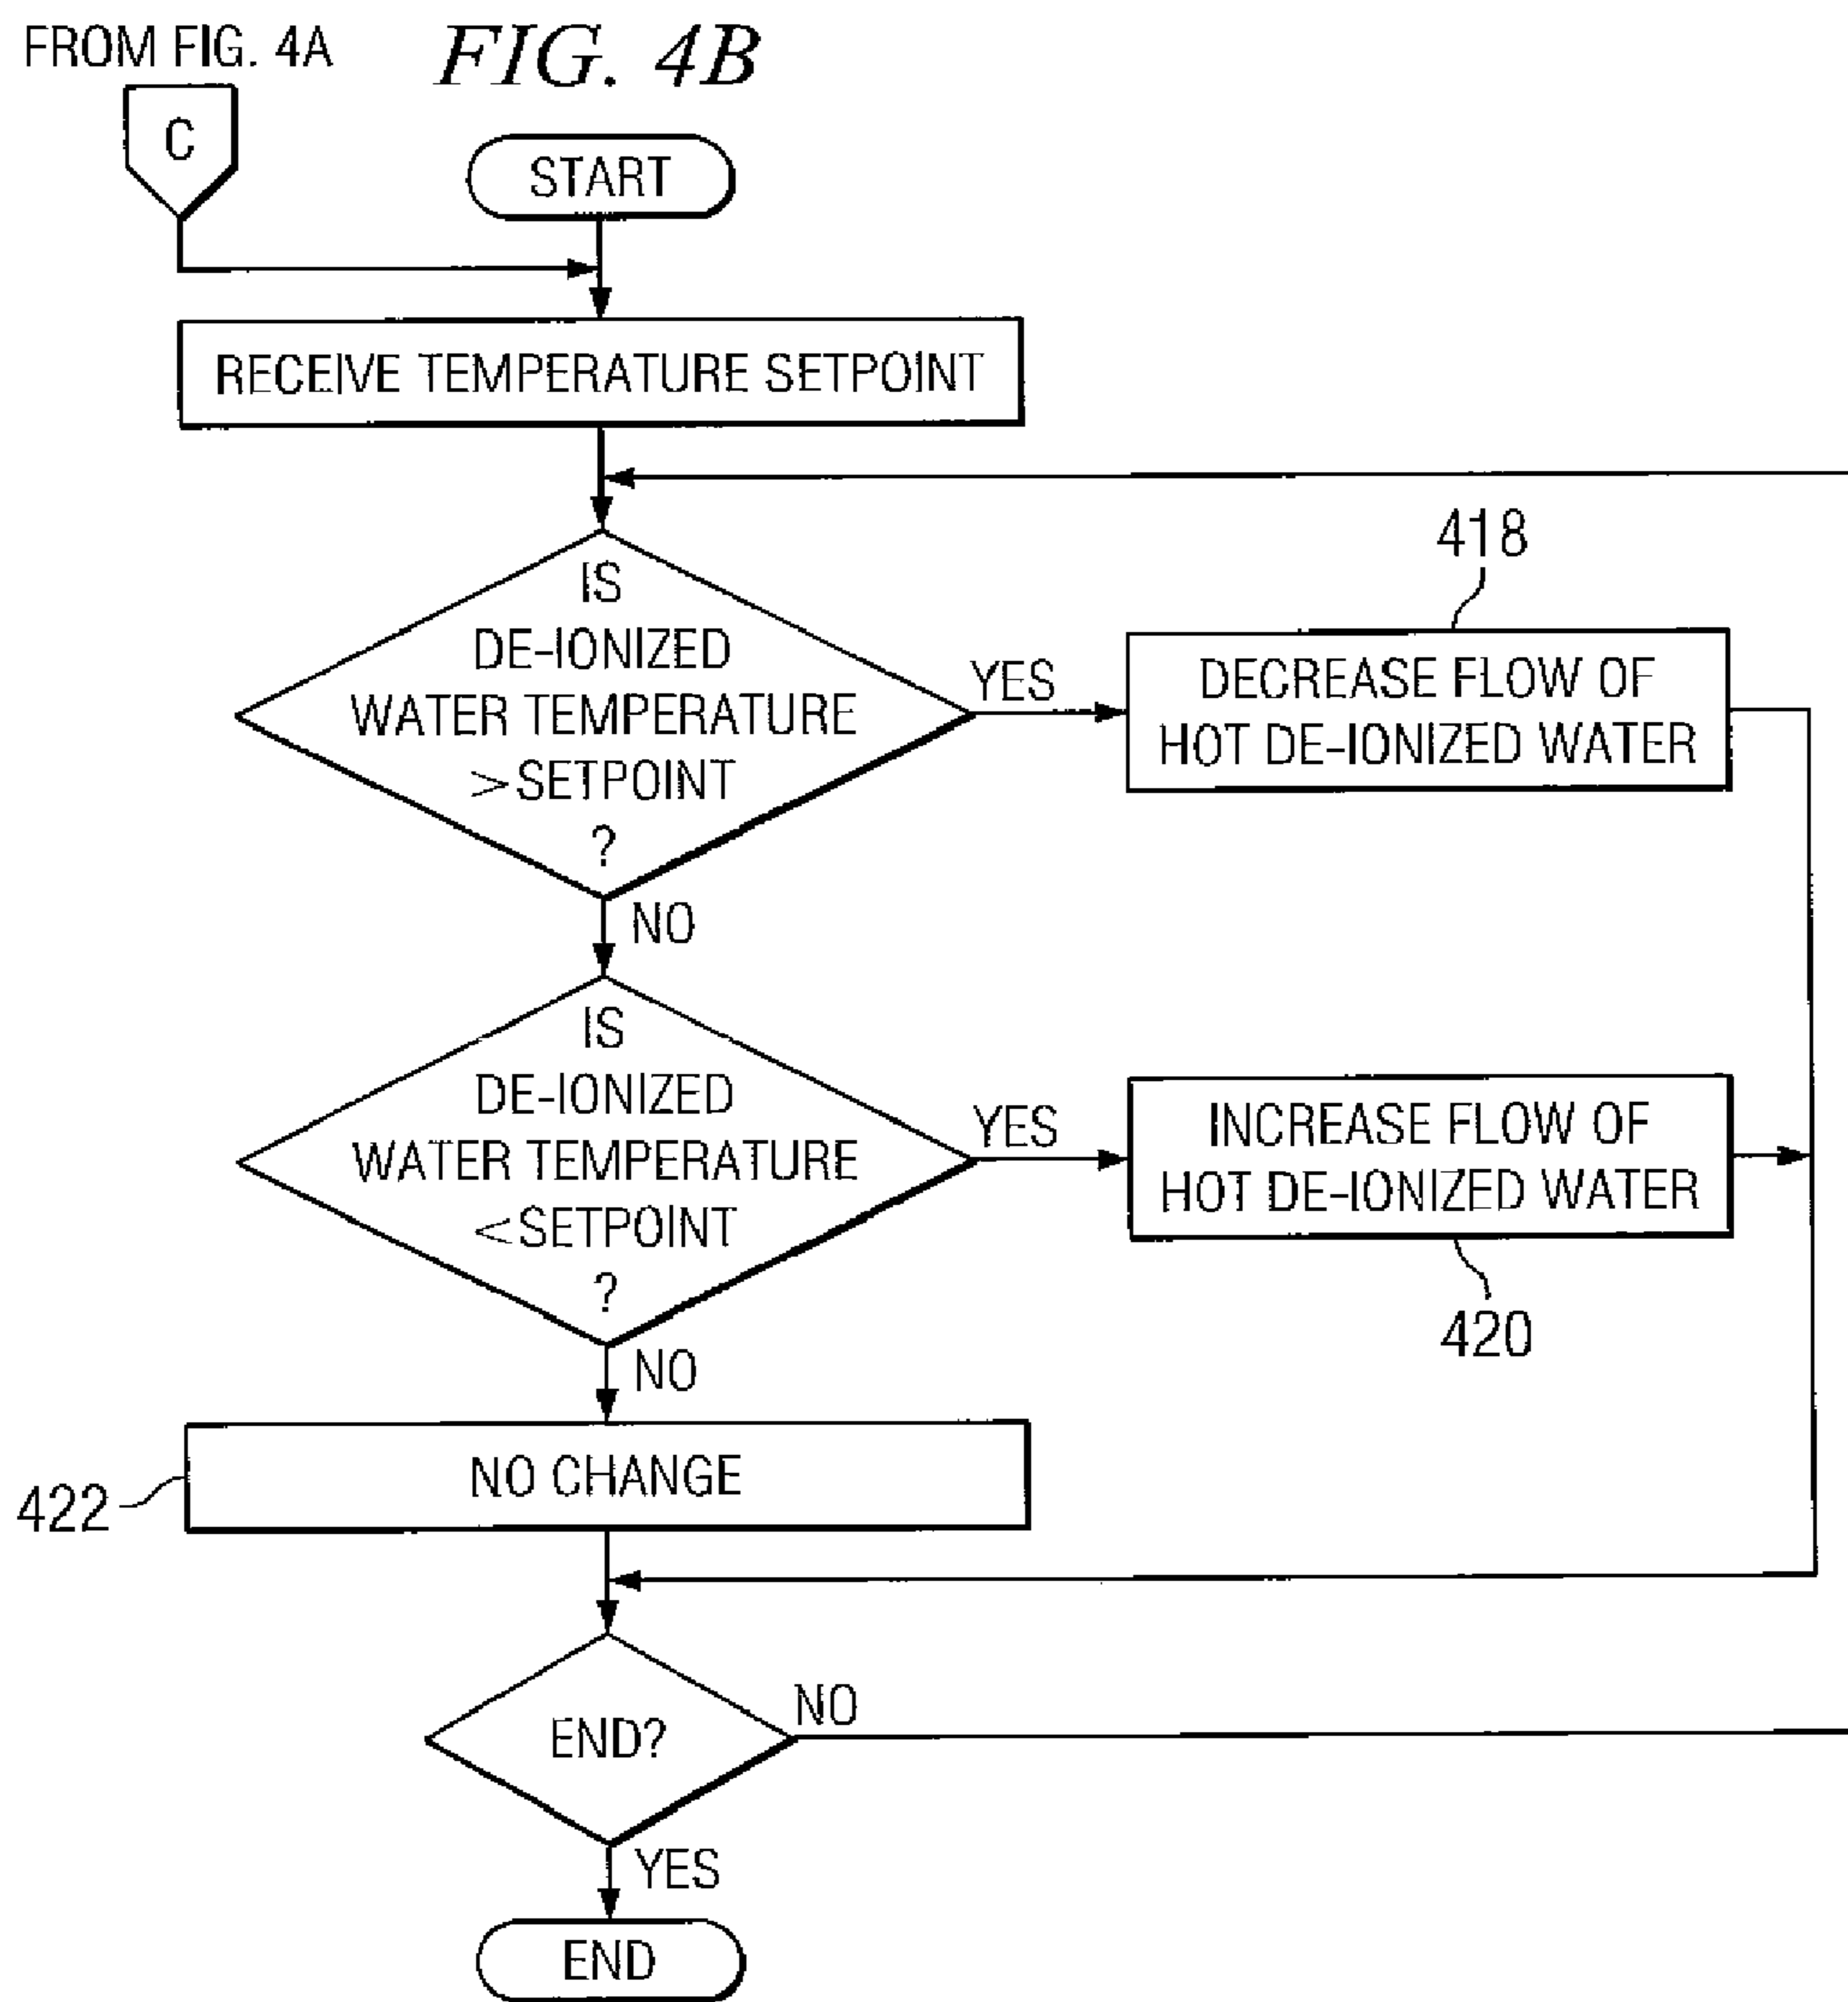 FROM FIG. 4A
FIG. 4B
C
START
RECEIVE TEMPERATURE SETPOINT
IS
DE-IONIZED
WATER TEMPERATURE
>SETPOINT
?
YES
418
DECREASE FLOW OF
HOT DE-IONIZED WATER
NO
IS
DE-IONIZED
WATER TEMPERATURE
<SETPOINT
?
YES
INCREASE FLOW OF
HOT DE-IONIZED WATER
420
NO
422
NO CHANGE
END?
NO
YES
END